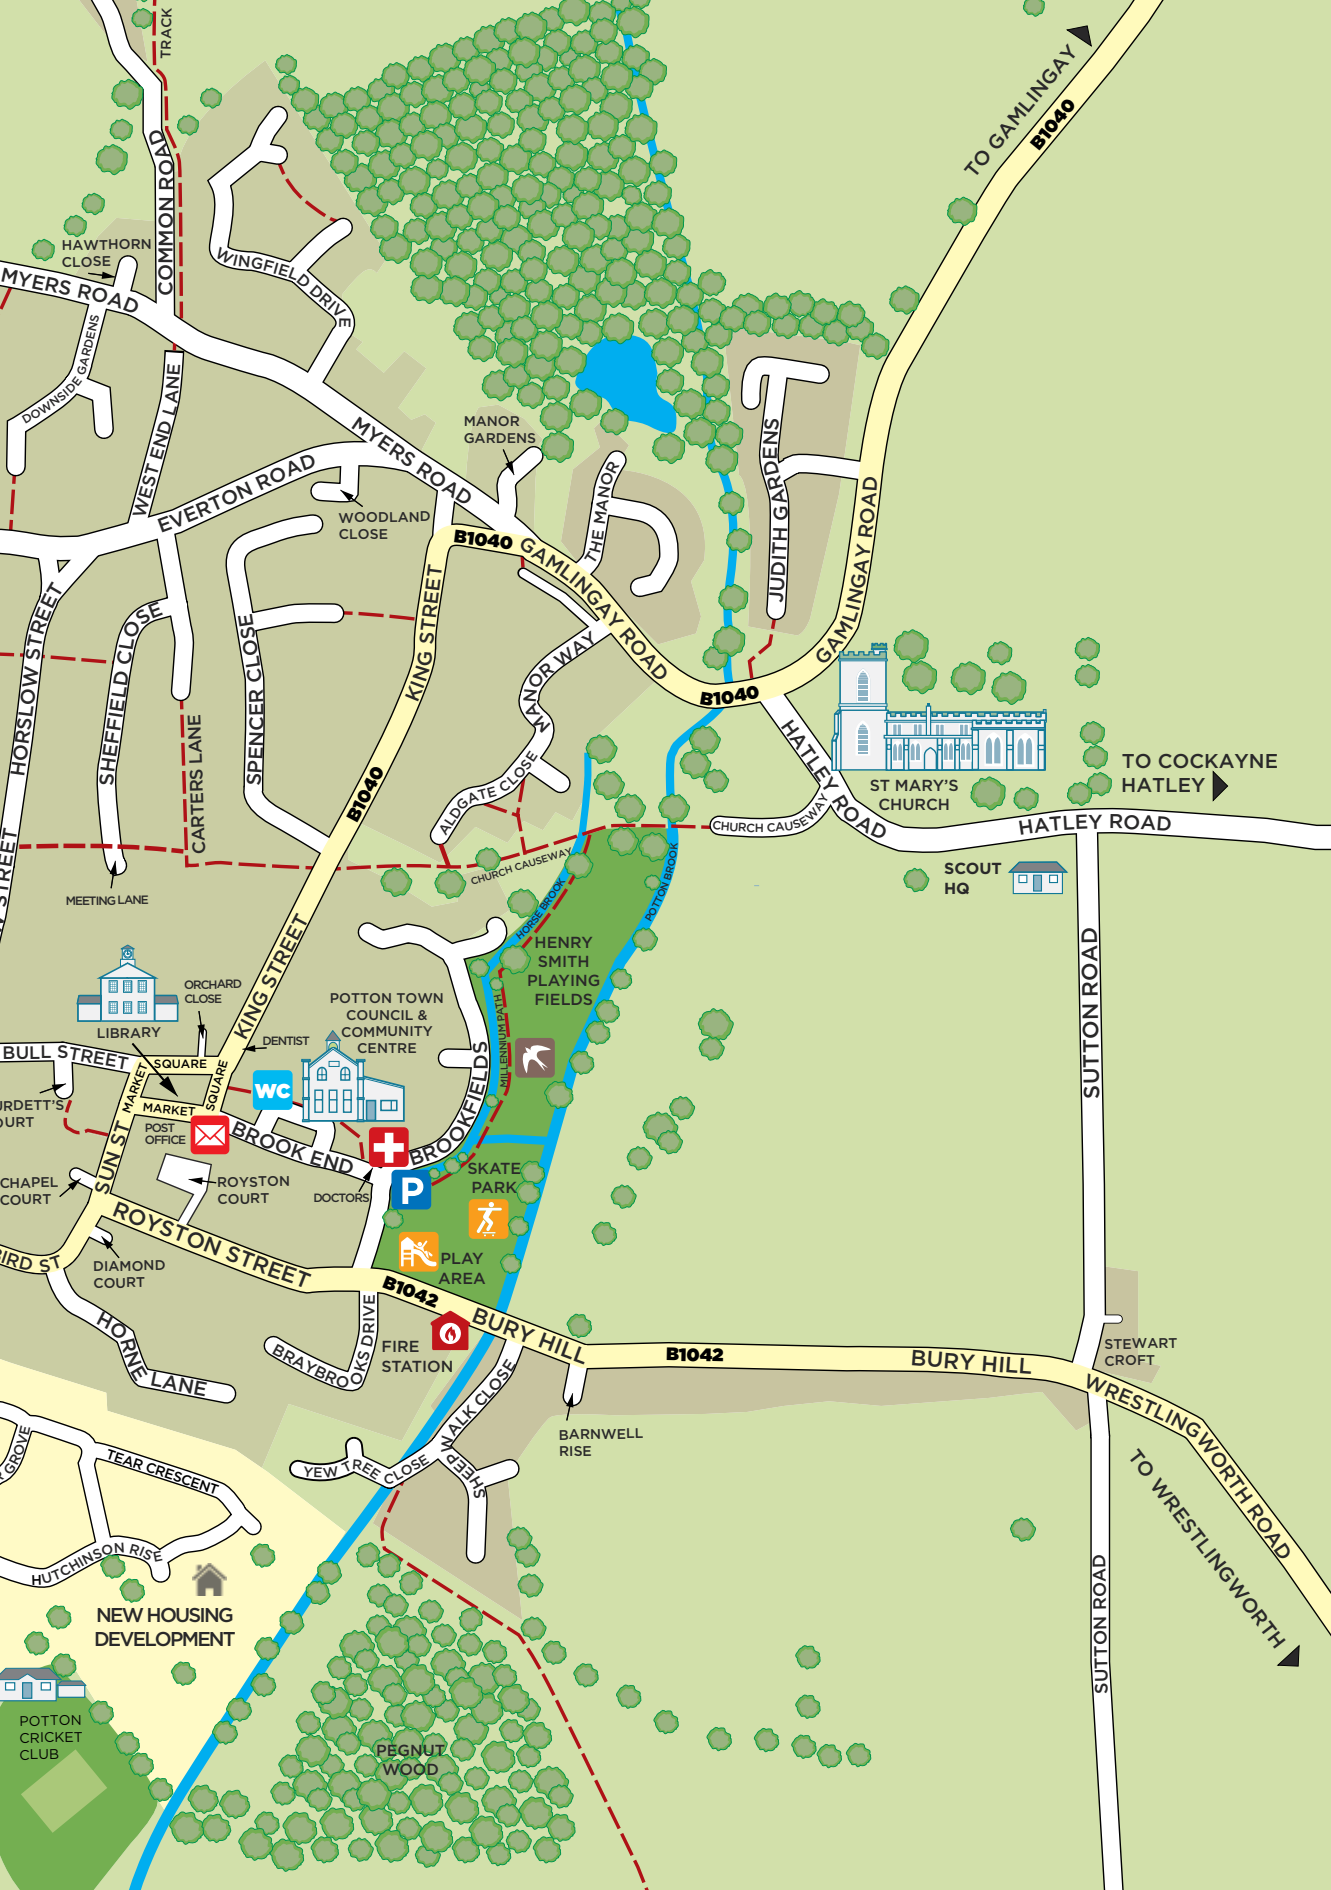 TRACK
TO GAMLINGAY
B1040
COMMON ROAD
HAWTHORN
CLOSE
MYERS ROAD
WINGFIELD DRIVE
DOWNSIDE GARDENS
WEST END LANE
MYERS ROAD
MANOR
GARDENS
EVERTON ROAD
WOODLAND
CLOSE
THE MANOR
JUDITH GARDENS
B1040
GAMLINGAY ROAD
GAMLINGAY ROAD
B1040
KING STREET
HORSLOW STREET
SHEFFIELD CLOSE
SPENCER CLOSE
MANOR WAY
CARTERS LANE
B1040
ALDGATE CLOSE
HATLEY ROAD
ST MARY'S
CHURCH
TO COCKAYNE
HATLEY
CHURCH CAUSEWAY
HATLEY ROAD
CHURCH CAUSEWAY
SCOUT
HQ
MEETING LANE
STREET
HORSE BROOK
POTTON BROOK
HENRY
SMITH
PLAYING
FIELDS
SUTTON ROAD
KING STREET
ORCHARD
CLOSE
LIBRARY
POTTON TOWN
COUNCIL &
COMMUNITY
CENTRE
DENTIST
MILLENNIUM PATH
BROOKFIELDS
BULL STREET
SQUARE
MARKET
SQUARE
MARKET
WC
RDETT'S
OURT
POST
OFFICE
BROOK END
SUN ST
CHAPEL
COURT
ROYSTON
COURT
DOCTORS
P
SKATE
PARK
ROYSTON STREET
PLAY
AREA
BIRD ST
DIAMOND
COURT
B1042
BURY HILL
B1042
BURY HILL
HORNE LANE
BRAYBROOKS DRIVE
FIRE
STATION
STEWART
CROFT
WRESTLINGWORTH ROAD
SHEEP WALK CLOSE
BARNWELL
RISE
YEW TREE CLOSE
GROVE
TEAR CRESCENT
HUTCHINSON RISE
TO WRESTLINGWORTH
SUTTON ROAD
NEW HOUSING
DEVELOPMENT
POTTON
CRICKET
CLUB
PEGNUT
WOOD